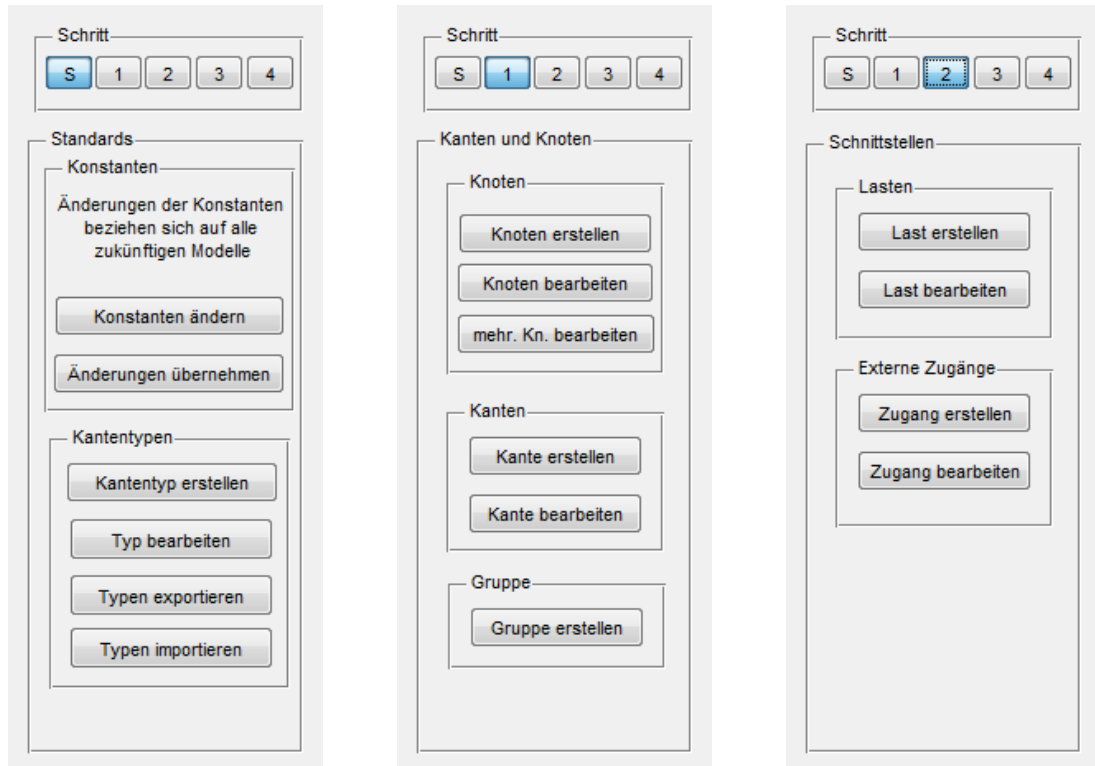 Schritt
S 1 2 3 4
Standards
Konstanten
Änderungen der Konstanten
beziehen sich auf alle
zukünftigen Modelle
Konstanten ändern
Änderungen übernehmen
Kantentypen
Kantentyp erstellen
Typ bearbeiten
Typen exportieren
Typen importieren
Schritt
S 1 2 3 4
Kanten und Knoten
Knoten
Knoten erstellen
Knoten bearbeiten
mehr. Kn. bearbeiten
Kanten
Kante erstellen
Kante bearbeiten
Gruppe
Gruppe erstellen
Schritt
S 1 2 3 4
Schnittstellen
Lasten
Last erstellen
Last bearbeiten
Externe Zugänge
Zugang erstellen
Zugang bearbeiten